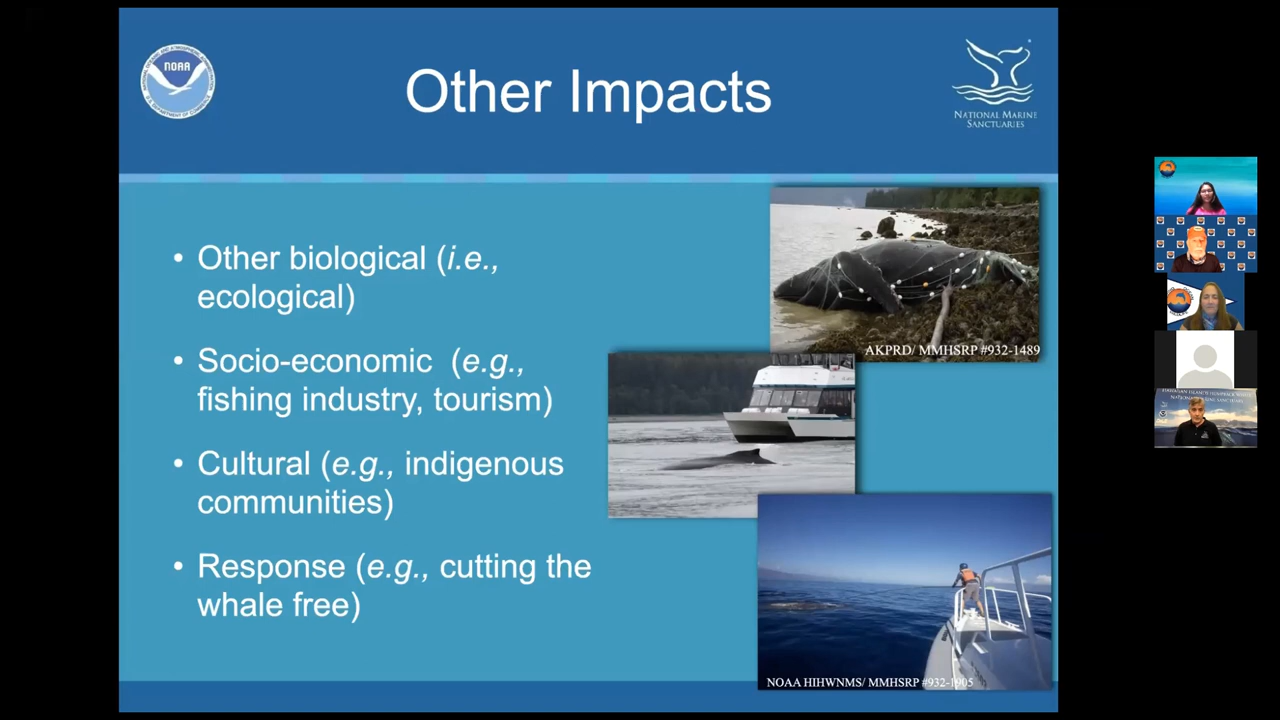 NOAA
Other Impacts
NATIONAL MARINE
SANCTUARIES
• Other biological (i.e.,
ecological)
• Socio-economic (e.g.,
fishing industry, tourism)
• Cultural (e.g., indigenous
communities)
• Response (e.g., cutting the
whale free)
AKPRD/ MMHSRP #932-1489
NOAA HIHWNMS/ MMHSRP #932-1905